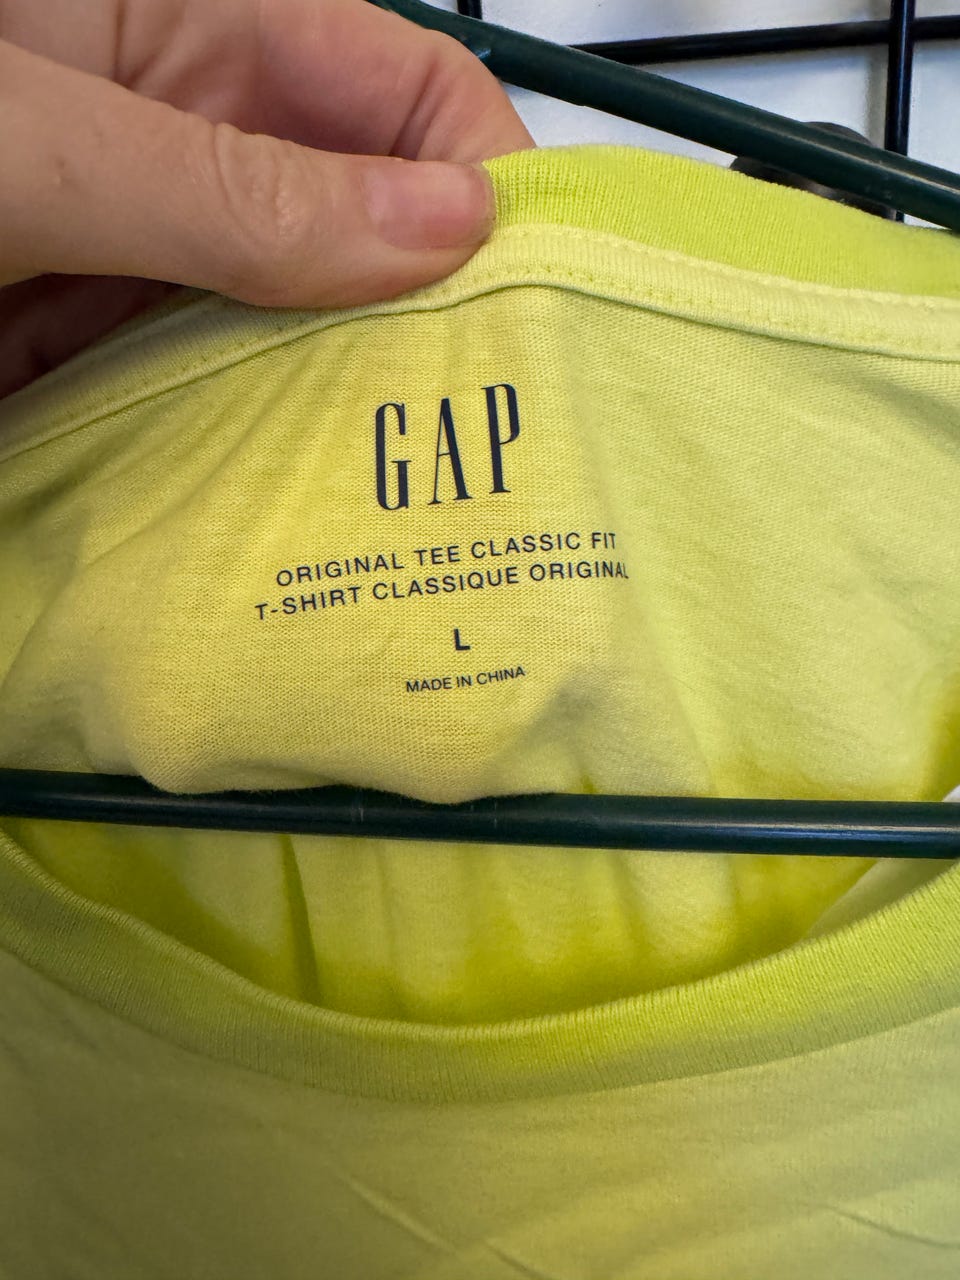 GAP
ORIGINAL TEE CLASSIC FIT
T-SHIRT CLASSIQUE ORIGINAL
L
MADE IN CHINA